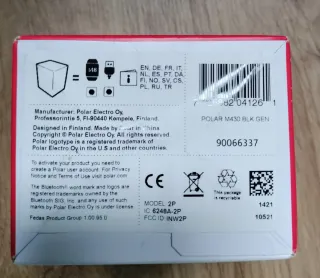 EN, DE, FR, IT,
NL, ES, PT, DA,
FI, NO, SV, CS,
PL, RU, TR
82 04126 1
POLAR M430 BLK GEN
90066337
Manufacturer: Polar Electro Oy,
Professorintie 5, FI-90440 Kempele, Finland.
Designed in Finland. Made in China
Copyright © Polar Electro Oy. All rights reserved.
Polar logotype is a registered trademark of
Polar Electro Oy in the U.S and other countries.
To activate your product you need to
create a Polar user account. For Privacy
Notice and Terms of Use visit polar.com
The Bluetooth® word mark and logos are
registered trademarks owned by the
Bluetooth SIG, Inc. and any use of such
marks by Polar Electro Oy is under license.
This package
is recyclable
MODEL: 2P
IC: 6248A-2P
FCC ID: INW2P
1421
10521